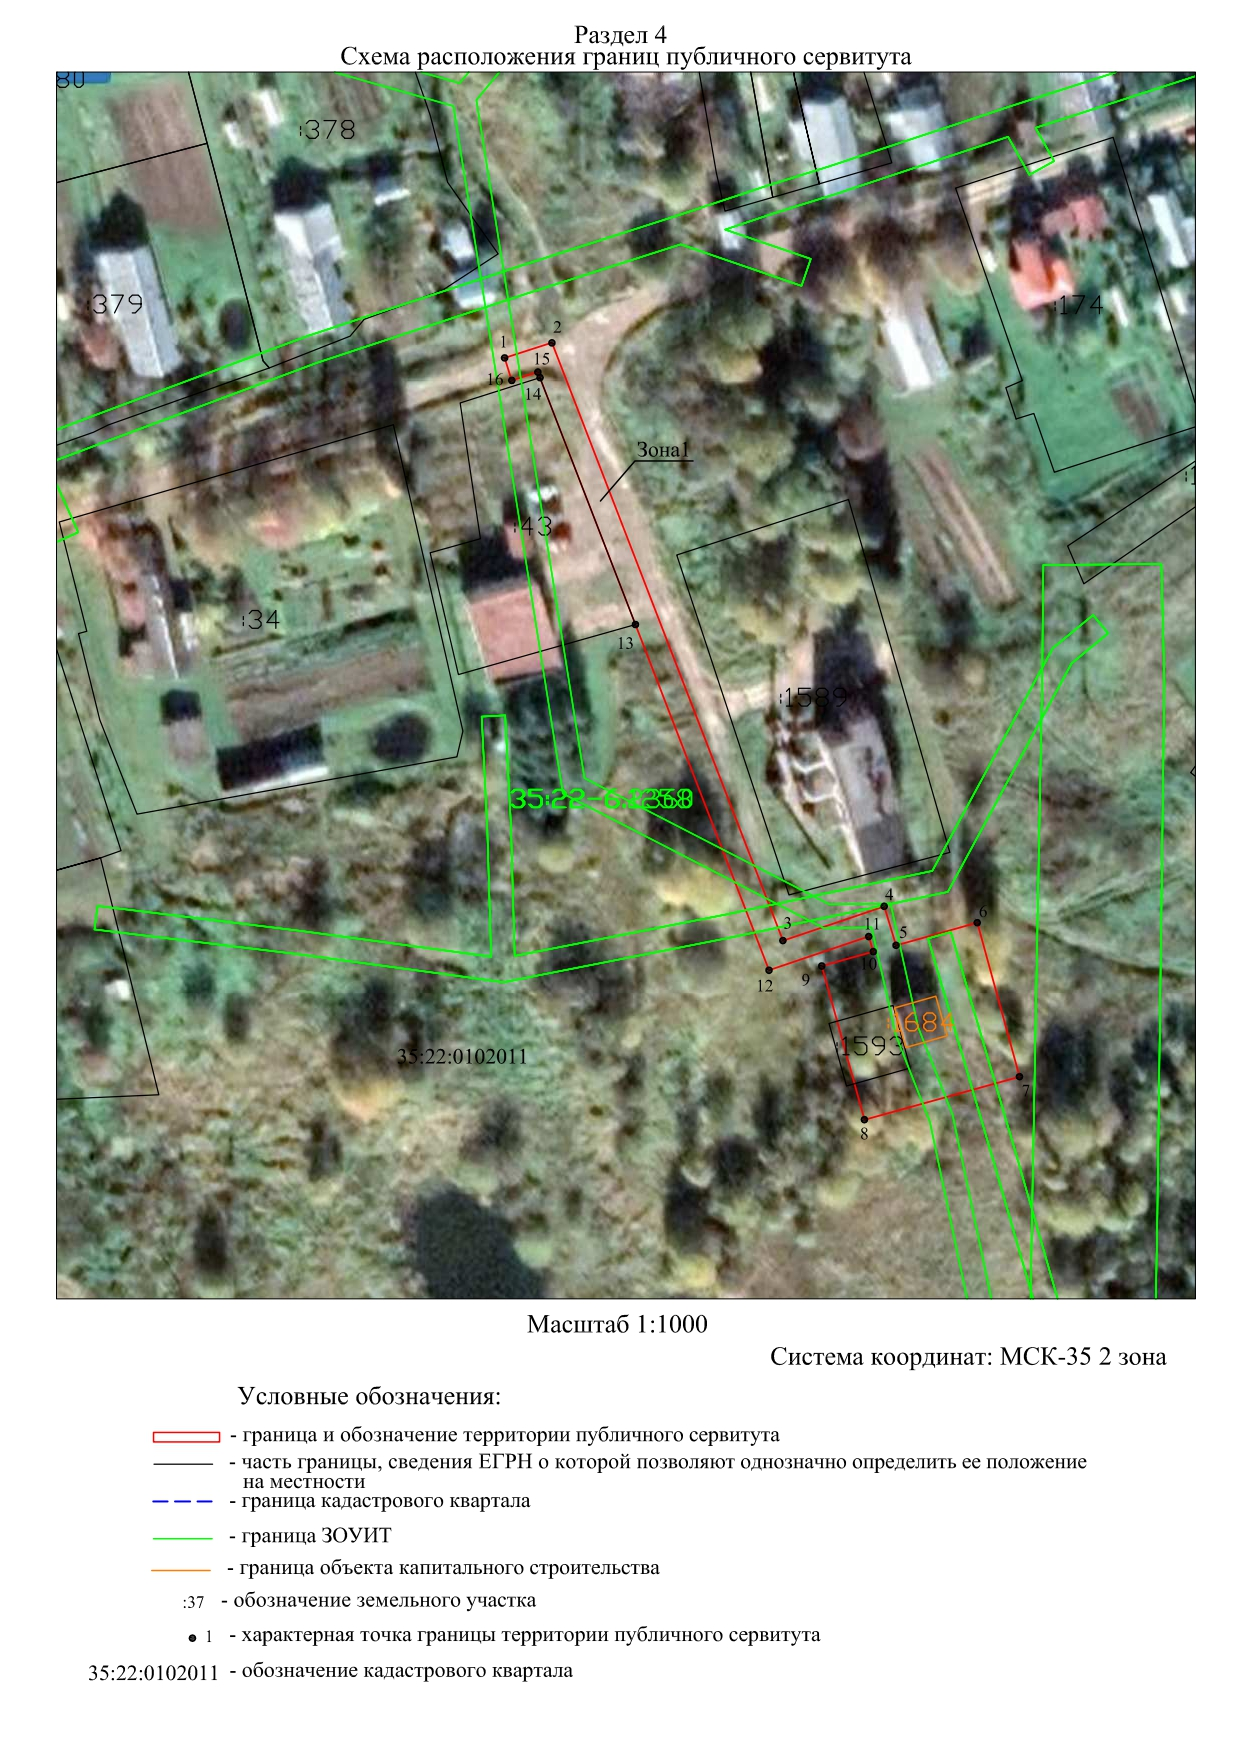 Раздел 4
Схема расположения границ публичного сервитута
80
:378
:379
:174
1
2
15
16
14
Зона1
:43
:34
13
:1589
3
4
11
5
6
12
9
10
:1684
35:22:0102011
:1593
7
8
Масштаб 1:1000
Система координат: МСК-35 2 зона
Условные обозначения:
- граница и обозначение территории публичного сервитута
- часть границы, сведения ЕГРН о которой позволяют однозначно определить ее положение
на местности
- граница кадастрового квартала
- граница ЗОУИТ
- граница объекта капитального строительства
:37 - обозначение земельного участка
1 - характерная точка границы территории публичного сервитута
35:22:0102011 - обозначение кадастрового квартала